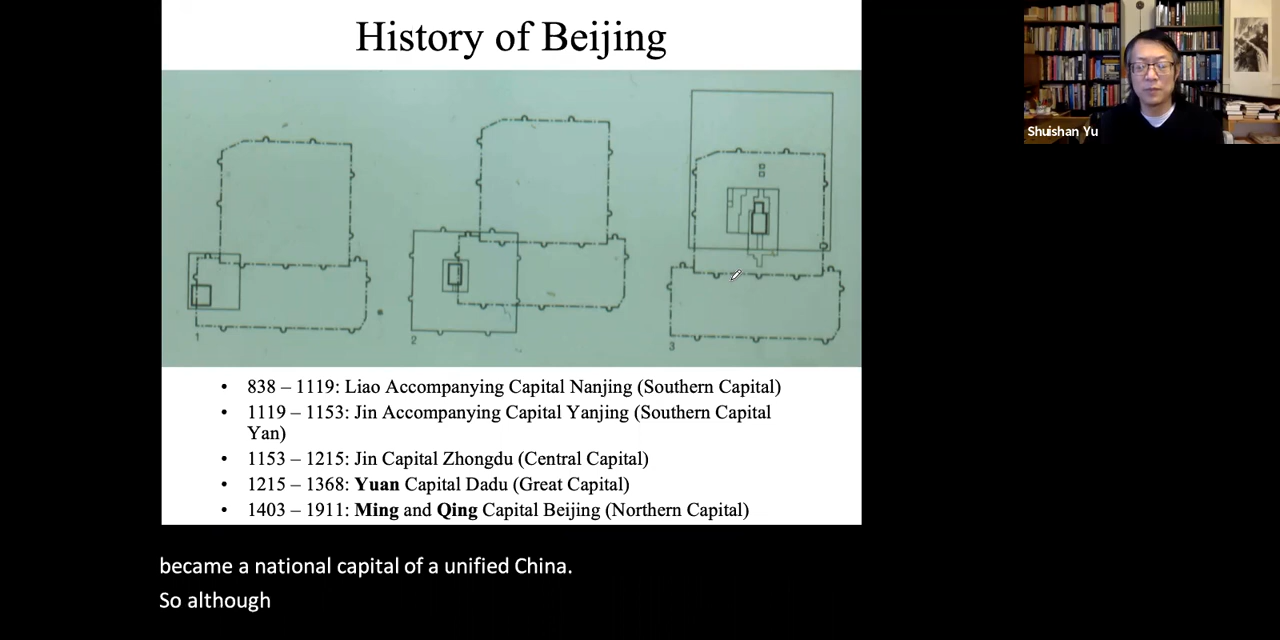 History of Beijing
Shuishan Yu
1
2
3
• 838 – 1119: Liao Accompanying Capital Nanjing (Southern Capital)
• 1119 – 1153: Jin Accompanying Capital Yanjing (Southern Capital
Yan)
• 1153 – 1215: Jin Capital Zhongdu (Central Capital)
• 1215 – 1368: Yuan Capital Dadu (Great Capital)
• 1403 – 1911: Ming and Qing Capital Beijing (Northern Capital)
became a national capital of a unified China.
So although